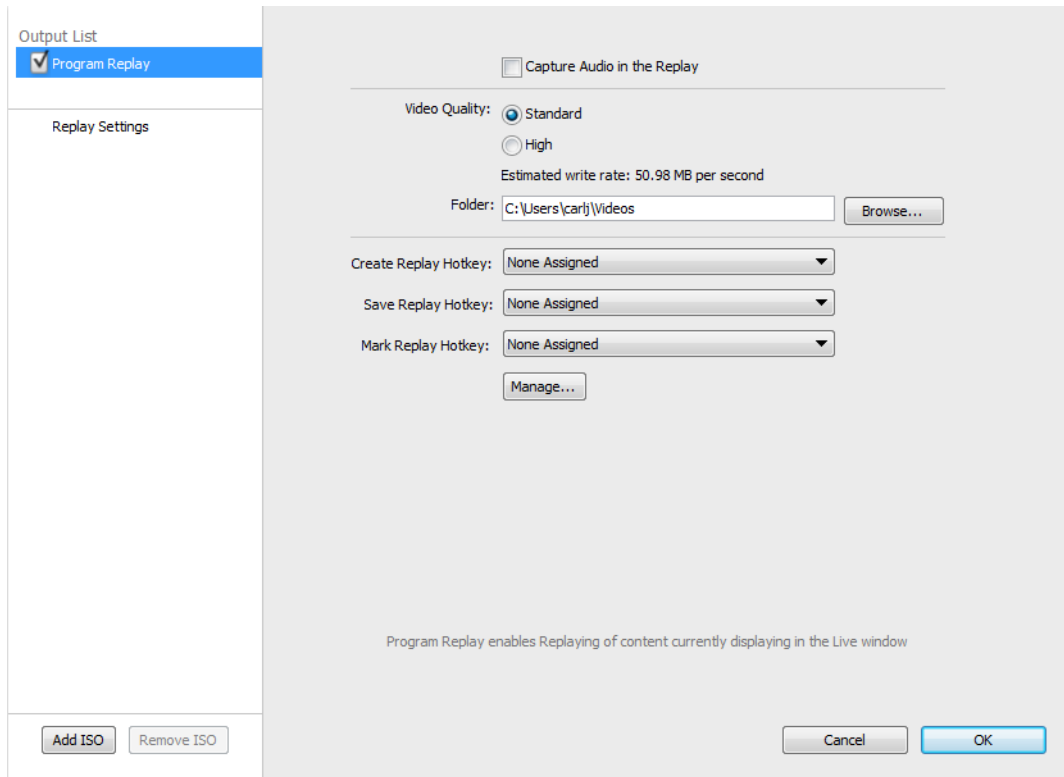 Output List
Program Replay
Replay Settings
Capture Audio in the Replay
Video Quality:
Standard
High
Estimated write rate: 50.98 MB per second
Folder: C:\Users\carlj\Videos Browse...
Create Replay Hotkey: None Assigned
Save Replay Hotkey: None Assigned
Mark Replay Hotkey: None Assigned
Manage...
Program Replay enables Replaying of content currently displaying in the Live window
Add ISO Remove ISO Cancel OK